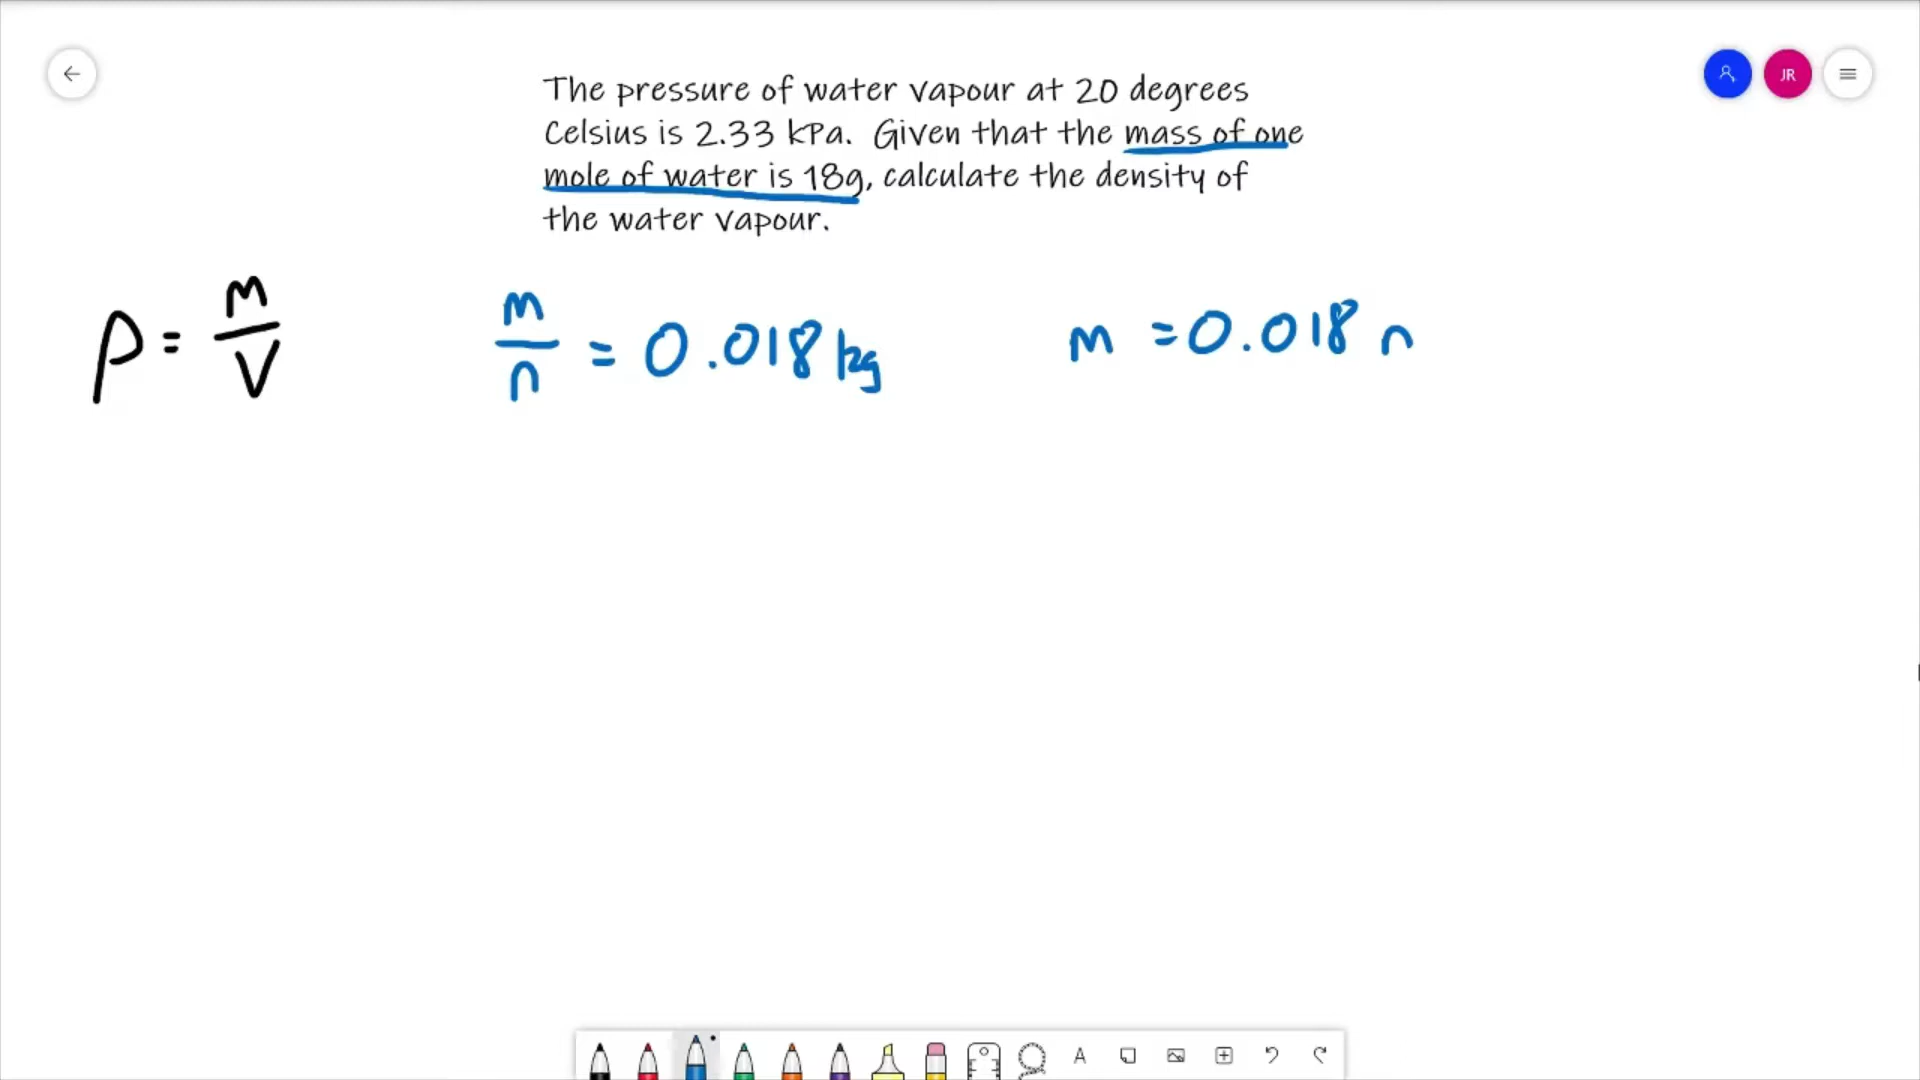 JR
The pressure of water vapour at 20 degrees
Celsius is 2.33 kPa. Given that the mass of one
mole of water is 18g, calculate the density of
the water vapour.
ρ = m/V
m/n = 0.018 kg
m = 0.018 n
A